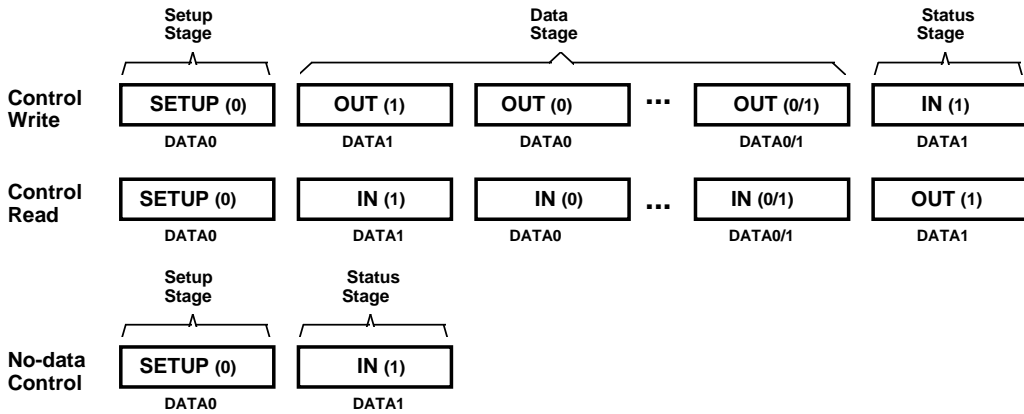 Setup
Stage
Data
Stage
Status
Stage
Control
Write
SETUP (0) OUT (1) OUT (0) ... OUT (0/1) IN (1)
DATA0 DATA1 DATA0 DATA0/1 DATA1
Control
Read
SETUP (0) IN (1) IN (0) ... IN (0/1) OUT (1)
DATA0 DATA1 DATA0 DATA0/1 DATA1
Setup
Stage
Status
Stage
No-data
Control
SETUP (0) IN (1)
DATA0 DATA1